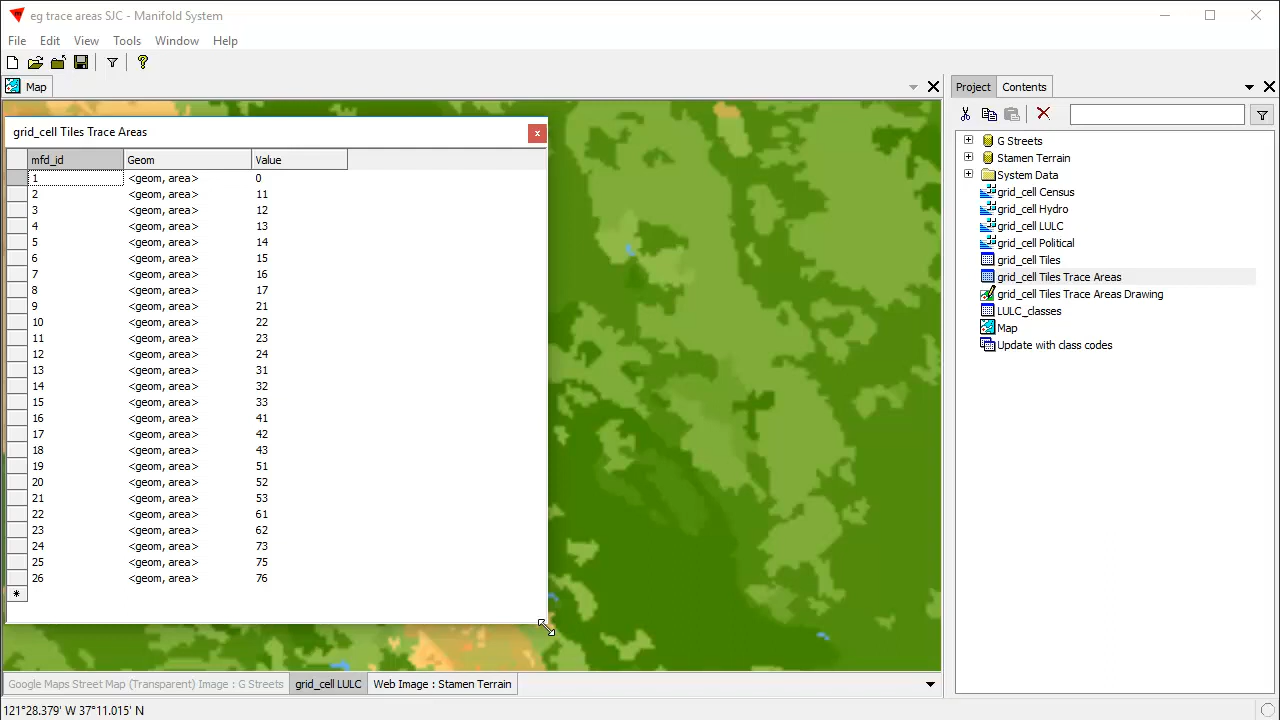 eg trace areas SJC - Manifold System
File Edit View Tools Window Help
Map
Project Contents
grid_cell Tiles Trace Areas
mfd_id Geom Value
1 <geom, area> 0
2 <geom, area> 11
3 <geom, area> 12
4 <geom, area> 13
5 <geom, area> 14
6 <geom, area> 15
7 <geom, area> 16
8 <geom, area> 17
9 <geom, area> 21
10 <geom, area> 22
11 <geom, area> 23
12 <geom, area> 24
13 <geom, area> 31
14 <geom, area> 32
15 <geom, area> 33
16 <geom, area> 41
17 <geom, area> 42
18 <geom, area> 43
19 <geom, area> 51
20 <geom, area> 52
21 <geom, area> 53
22 <geom, area> 61
23 <geom, area> 62
24 <geom, area> 73
25 <geom, area> 75
26 <geom, area> 76
G Streets
Stamen Terrain
System Data
grid_cell Census
grid_cell Hydro
grid_cell LULC
grid_cell Political
grid_cell Tiles
grid_cell Tiles Trace Areas
grid_cell Tiles Trace Areas Drawing
LULC_classes
Map
Update with class codes
Google Maps Street Map (Transparent) Image : G Streets grid_cell LULC Web Image : Stamen Terrain
121°28.379' W 37°11.015' N